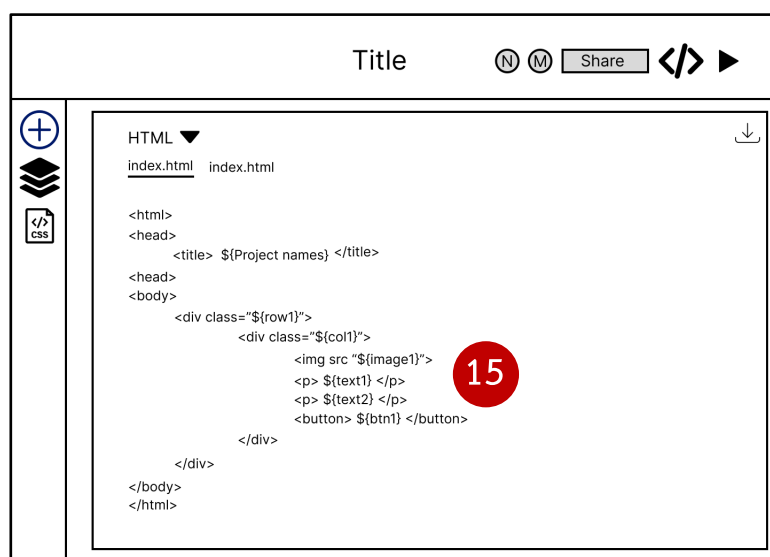 Title N M Share </>
HTML
index.html index.html
</>
CSS
<html>
<head>
<title> ${Project names} </title>
<head>
<body>
<div class=”${row1}”>
<div class=”${col1}”>
<img src “${image1}”>
<p> ${text1} </p>
<p> ${text2} </p>
<button> ${btn1} </button>
15
</div>
</div>
</body>
</html>